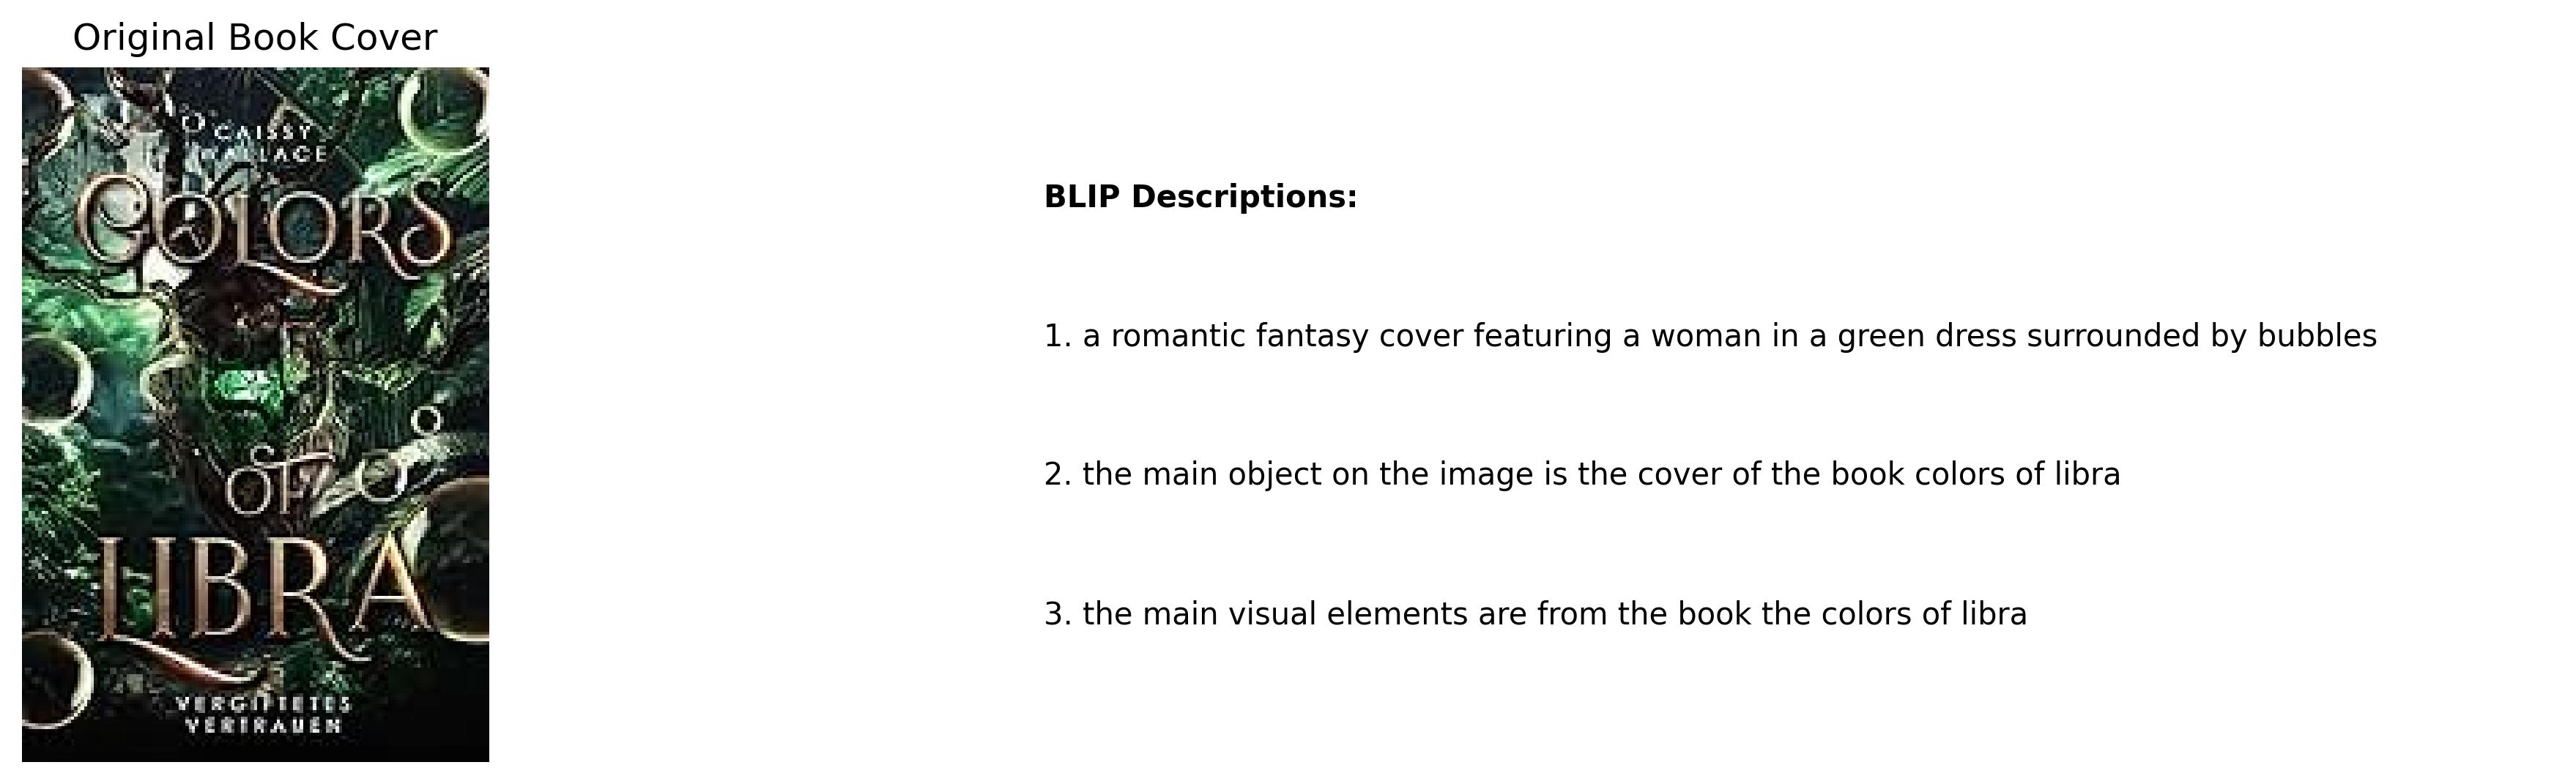 Original Book Cover
CAISSY
WALLACE
COLORS
OF
LIBRA
VERGIFTETES
VERTRAUEN
BLIP Descriptions:
1. a romantic fantasy cover featuring a woman in a green dress surrounded by bubbles
2. the main object on the image is the cover of the book colors of libra
3. the main visual elements are from the book the colors of libra